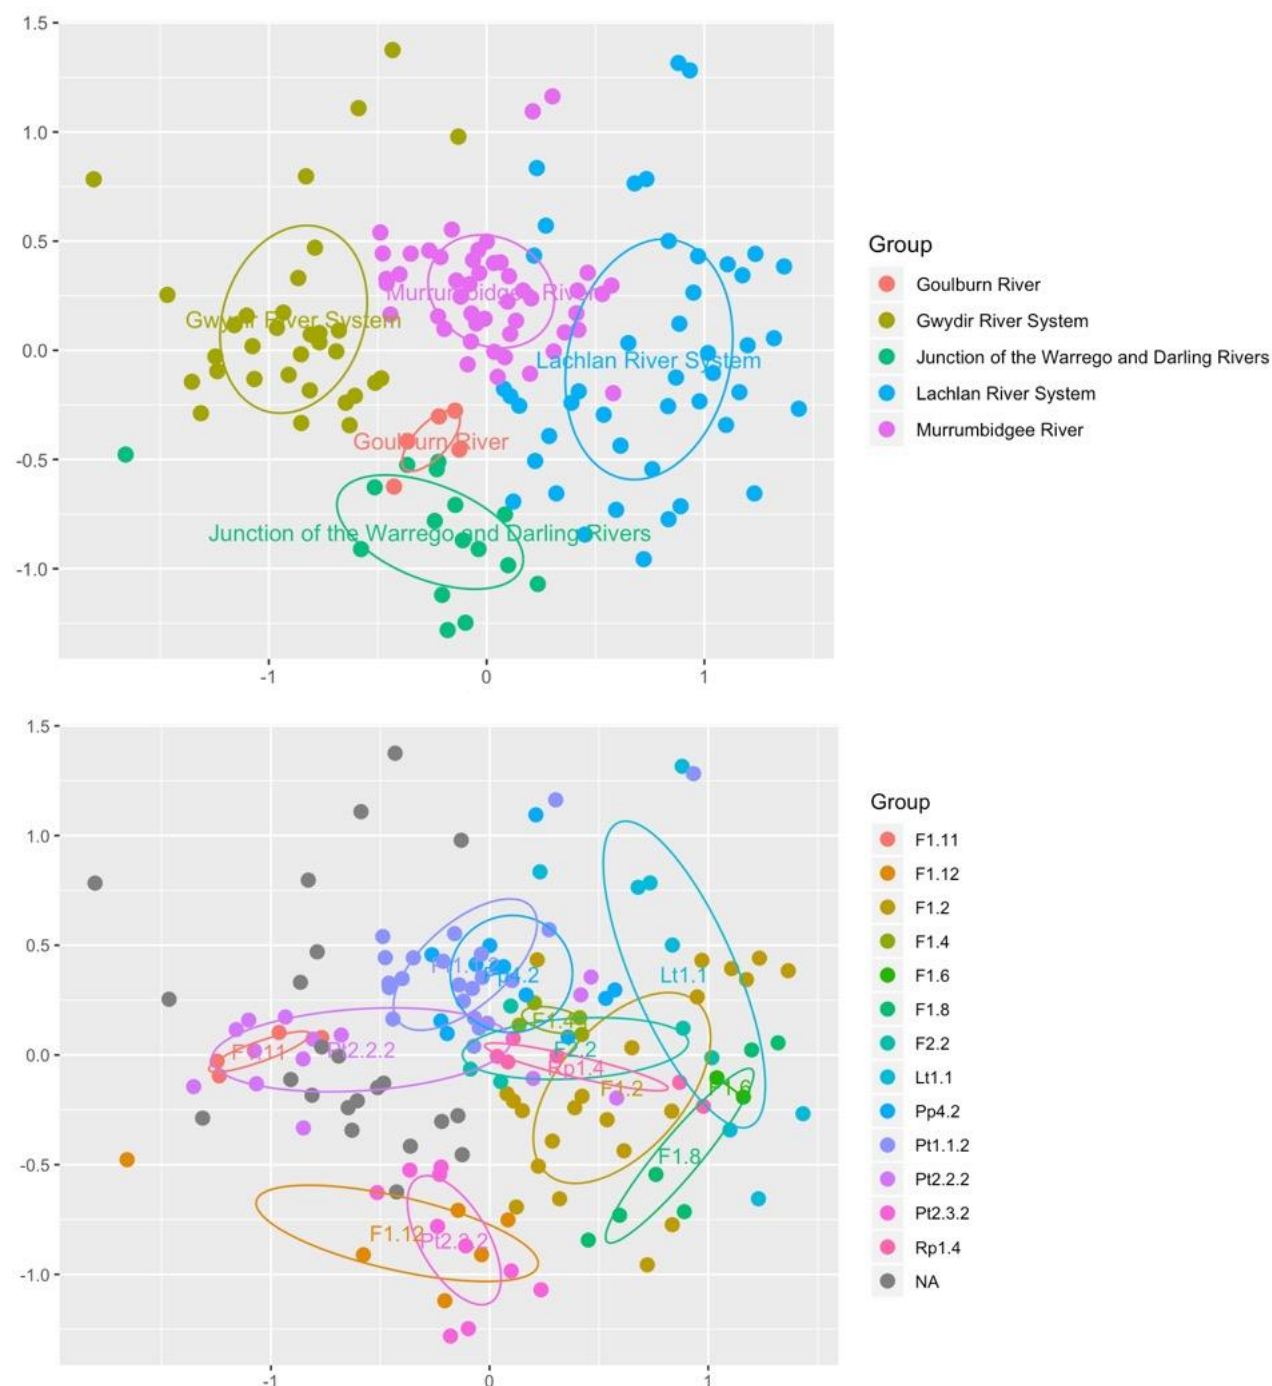 1.5
1.0
0.5
0.0
-0.5
-1.0
-1
0
1
Gwydir River System
Murrumbidgee River
Lachlan River System
Goulburn River
Junction of the Warrego and Darling Rivers
Group
Goulburn River
Gwydir River System
Junction of the Warrego and Darling Rivers
Lachlan River System
Murrumbidgee River
1.5
1.0
0.5
0.0
-0.5
-1.0
-1
0
1
Pp4.2
Lt1.1
F1.4
F1.11
Pt2.2.2
F2.2
Rp1.4
F1.2
F1.6
F1.8
F1.12
Pt2.3.2
Group
F1.11
F1.12
F1.2
F1.4
F1.6
F1.8
F2.2
Lt1.1
Pp4.2
Pt1.1.2
Pt2.2.2
Pt2.3.2
Rp1.4
NA